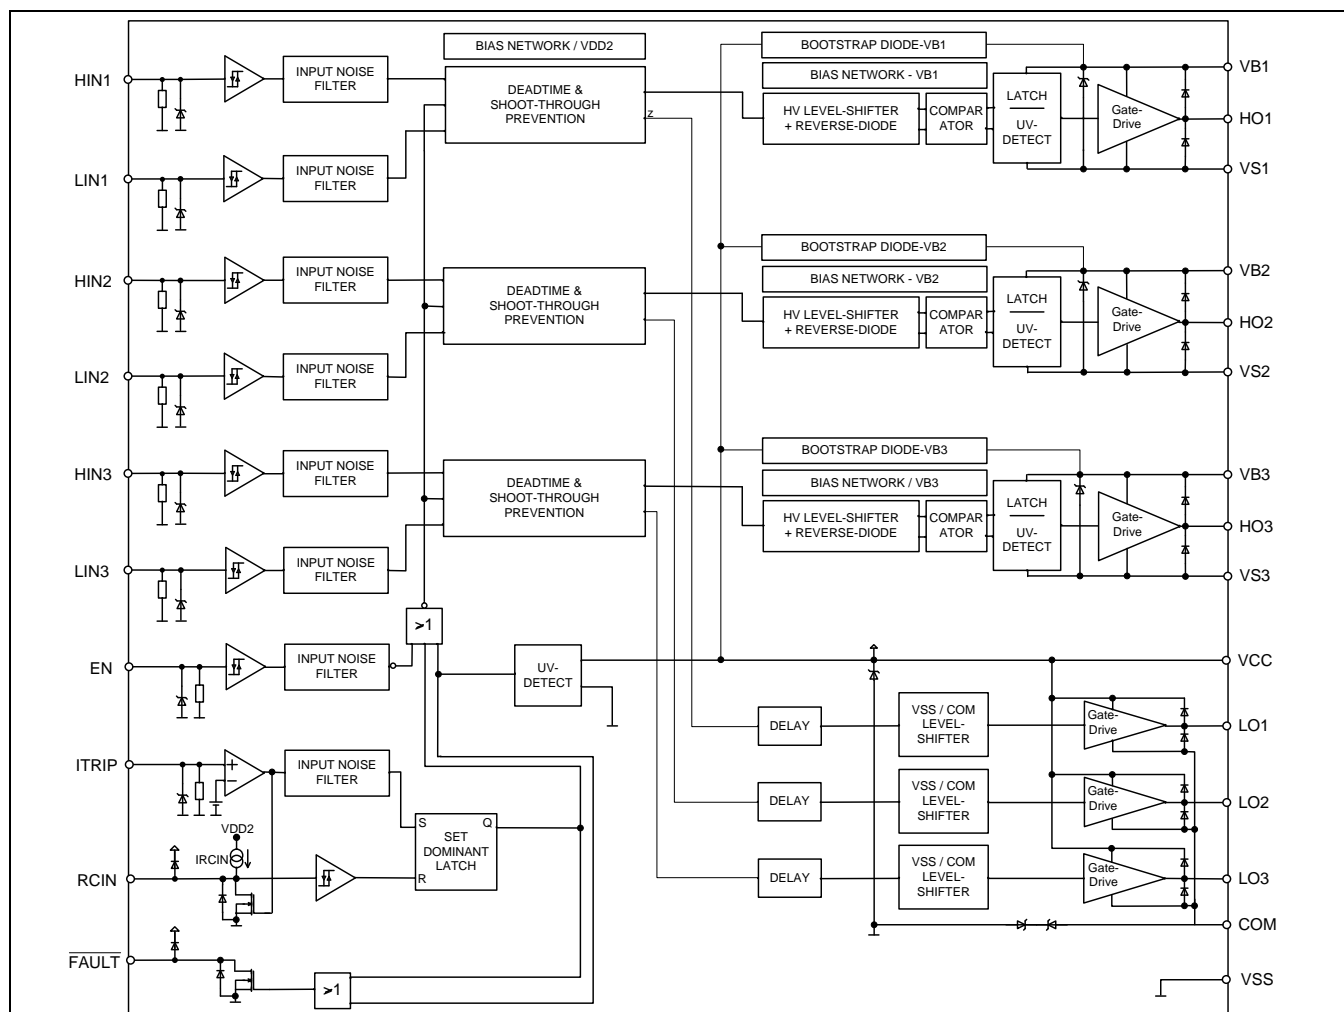 BIAS NETWORK / VDD2
BOOTSTRAP DIODE-VB1
HIN1
INPUT NOISE
FILTER
DEADTIME &
SHOOT-THROUGH
PREVENTION
Z
BIAS NETWORK - VB1
HV LEVEL-SHIFTER
+ REVERSE-DIODE
COMPAR
ATOR
LATCH
UV-
DETECT
Gate-
Drive
VB1
HO1
VS1
LIN1
INPUT NOISE
FILTER
BOOTSTRAP DIODE-VB2
HIN2
INPUT NOISE
FILTER
DEADTIME &
SHOOT-THROUGH
PREVENTION
BIAS NETWORK - VB2
HV LEVEL-SHIFTER
+ REVERSE-DIODE
COMPAR
ATOR
LATCH
UV-
DETECT
Gate-
Drive
VB2
HO2
VS2
LIN2
INPUT NOISE
FILTER
BOOTSTRAP DIODE-VB3
HIN3
INPUT NOISE
FILTER
DEADTIME &
SHOOT-THROUGH
PREVENTION
BIAS NETWORK / VB3
HV LEVEL-SHIFTER
+ REVERSE-DIODE
COMPAR
ATOR
LATCH
UV-
DETECT
Gate-
Drive
VB3
HO3
VS3
LIN3
INPUT NOISE
FILTER
>1
EN
INPUT NOISE
FILTER
UV-
DETECT
VCC
DELAY
VSS / COM
LEVEL-
SHIFTER
Gate-
Drive
LO1
ITRIP
+
−
INPUT NOISE
FILTER
DELAY
VSS / COM
LEVEL-
SHIFTER
Gate-
Drive
LO2
VDD2
IRCIN
RCIN
S
Q
SET
DOMINANT
LATCH
R
DELAY
VSS / COM
LEVEL-
SHIFTER
Gate-
Drive
LO3
COM
FAULT
>1
VSS